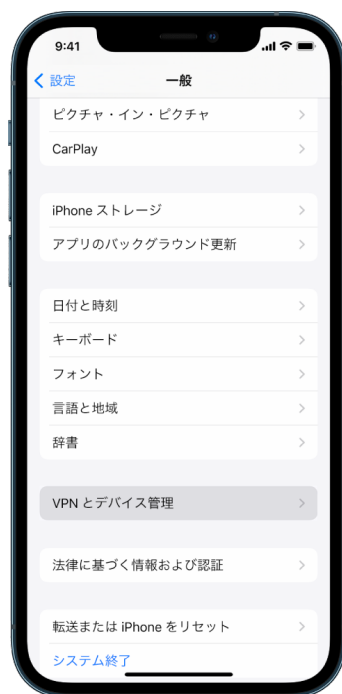 9:41
設定
一般
ピクチャ・イン・ピクチャ
CarPlay
iPhone ストレージ
アプリのバックグラウンド更新
日付と時刻
キーボード
フォント
言語と地域
辞書
VPN とデバイス管理
法律に基づく情報および認証
転送または iPhone をリセット
システム終了